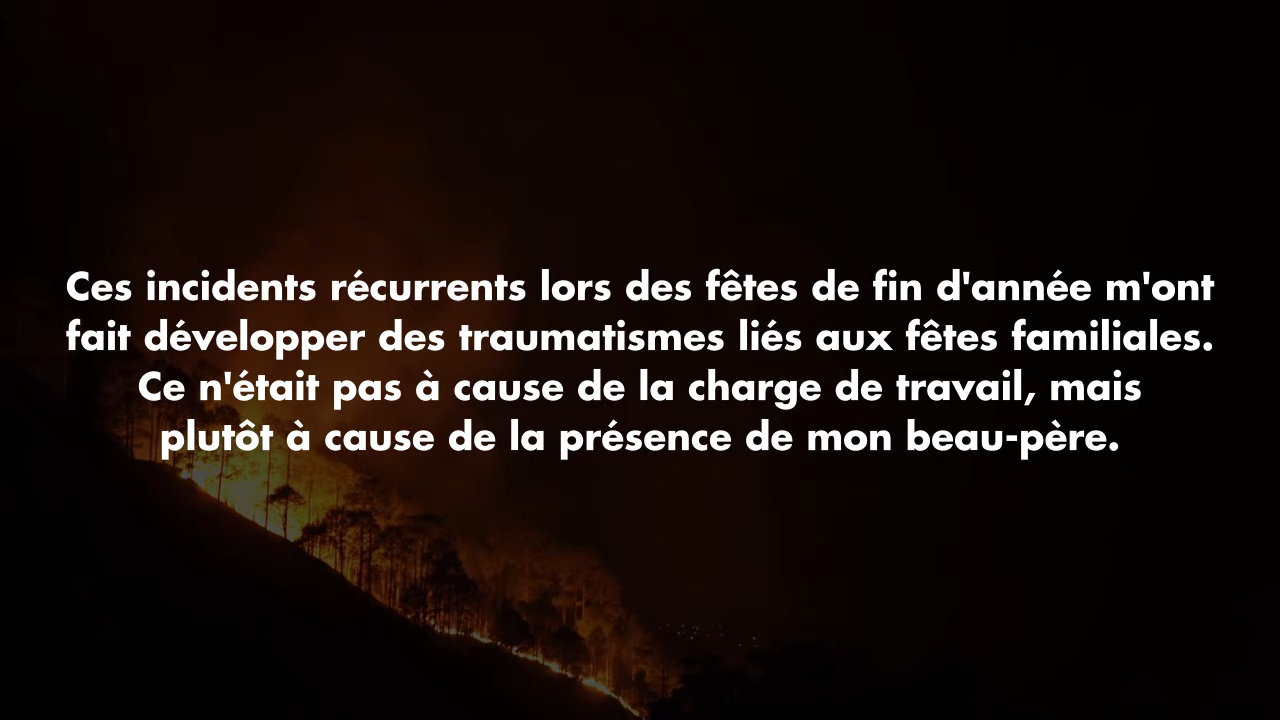 Ces incidents récurrents lors des fêtes de fin d'année m'ont
fait développer des traumatismes liés aux fêtes familiales.
Ce n'était pas à cause de la charge de travail, mais
plutôt à cause de la présence de mon beau-père.